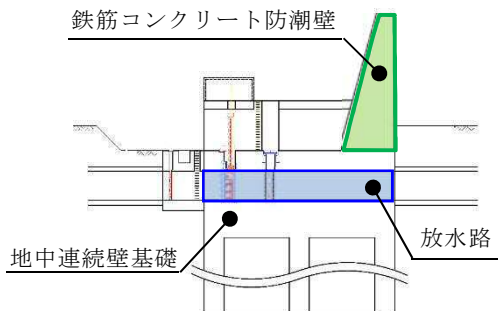 鉄筋コンクリート防潮壁
放水路
地中連続壁基礎